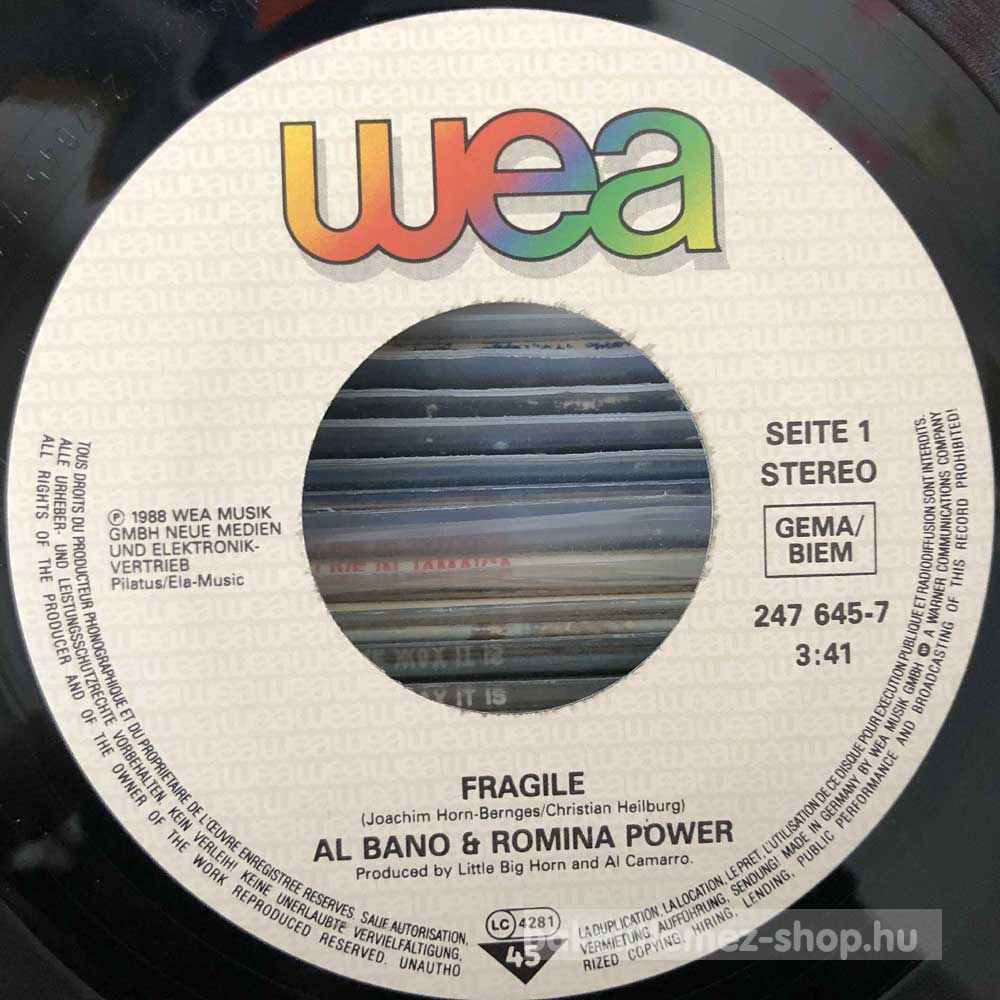 wea
SEITE 1
STEREO
GEMA/
BIEM
247 645-7
3:41
℗ 1988 WEA MUSIK
GMBH NEUE MEDIEN
UND ELEKTRONIK-
VERTRIEB
Pilatus/Ela-Music
FRAGILE
(Joachim Horn-Bernges/Christian Heilburg)
AL BANO & ROMINA POWER
Produced by Little Big Horn and Al Camarro.
LC 4281
45
TOUS DROITS DU PRODUCTEUR PHONOGRAPHIQUE ET DU PROPRIETAIRE DE L'ŒUVRE ENREGISTREE RESERVES. SAUF AUTORISATION, LA DUPLICATION, LA LOCATION, LE PRET, L'UTILISATION DE CE DISQUE POUR EXECUTION PUBLIQUE ET RADIODIFFUSION SONT INTERDITS.
ALLE URHEBER- UND LEISTUNGSSCHUTZRECHTE VORBEHALTEN. KEIN VERLEIH! KEINE UNERLAUBTE VERVIELFÄLTIGUNG, VERMIETUNG, AUFFÜHRUNG, SENDUNG! MADE IN GERMANY BY WEA MUSIK GMBH A WARNER COMMUNICATIONS COMPANY
ALL RIGHTS OF THE PRODUCER AND OF THE OWNER OF THE WORK REPRODUCED RESERVED. UNAUTHORIZED COPYING, HIRING, LENDING, PUBLIC PERFORMANCE AND BROADCASTING OF THIS RECORD PROHIBITED!
AY IT IS